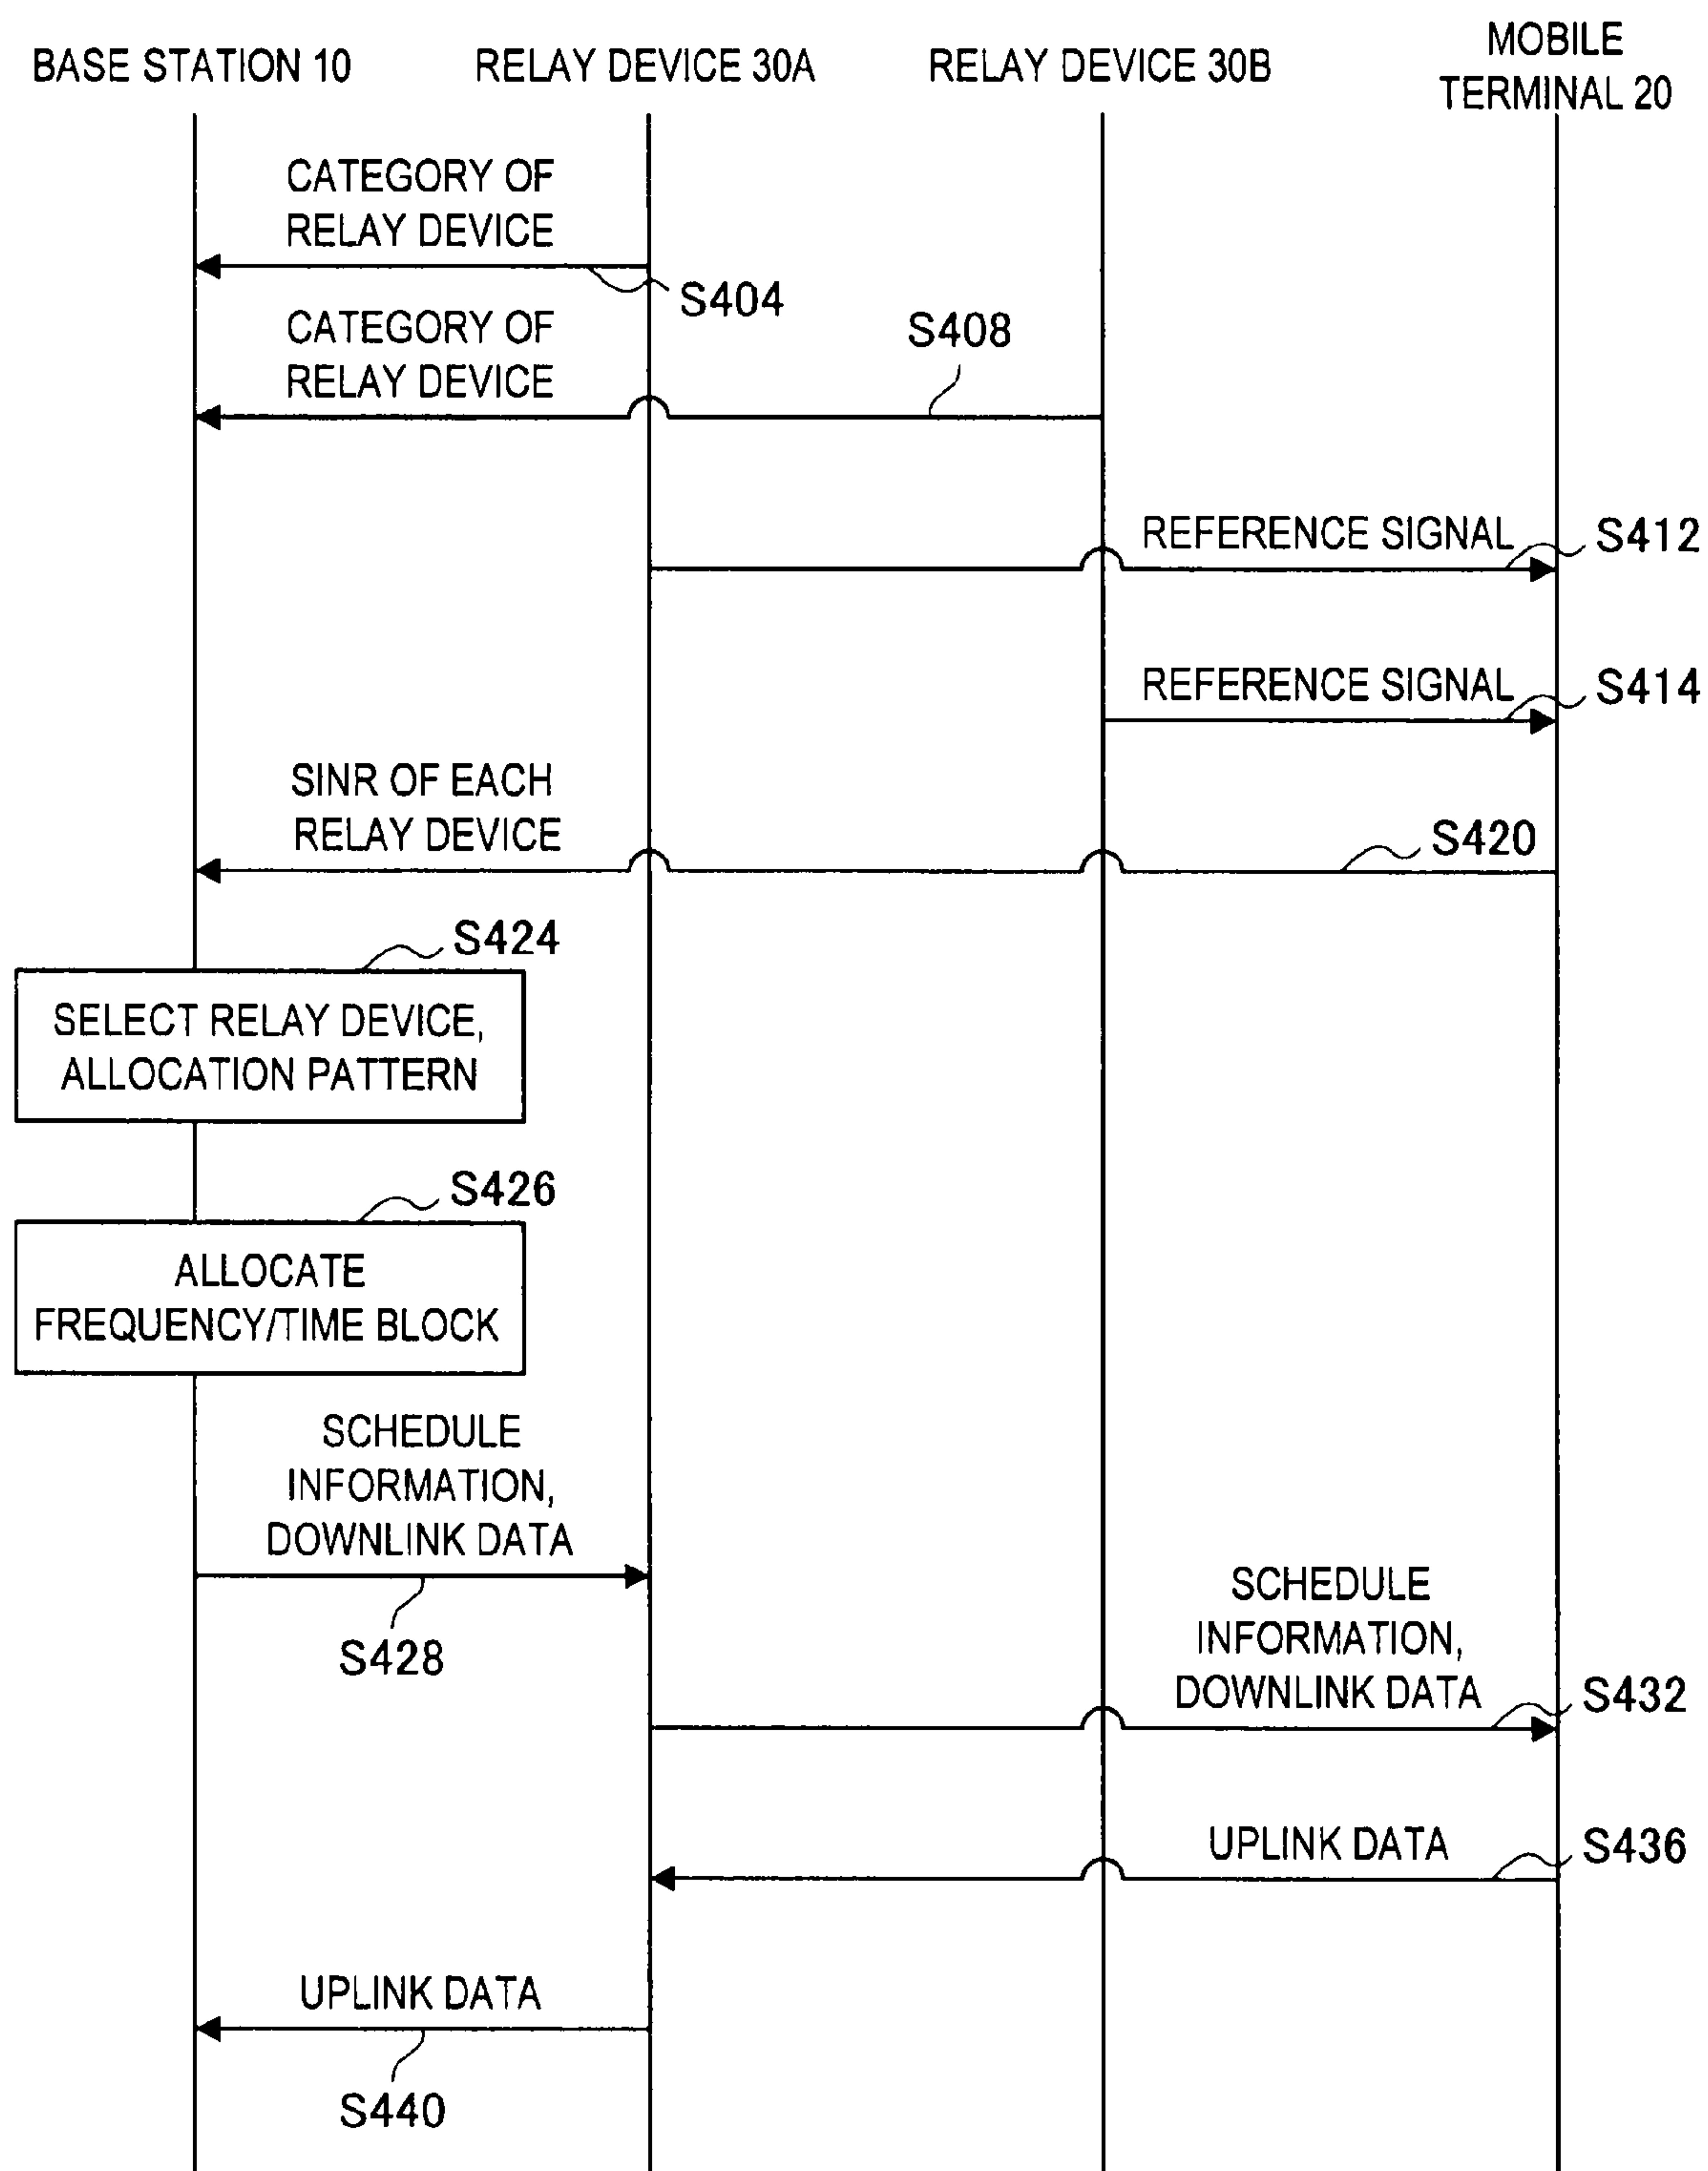 BASE STATION 10
RELAY DEVICE 30A
RELAY DEVICE 30B
MOBILE
TERMINAL 20
CATEGORY OF
RELAY DEVICE
S404
CATEGORY OF
RELAY DEVICE
S408
REFERENCE SIGNAL
S412
REFERENCE SIGNAL
S414
SINR OF EACH
RELAY DEVICE
S420
S424
SELECT RELAY DEVICE,
ALLOCATION PATTERN
S426
ALLOCATE
FREQUENCY/TIME BLOCK
SCHEDULE
INFORMATION,
DOWNLINK DATA
S428
SCHEDULE
INFORMATION,
DOWNLINK DATA
S432
UPLINK DATA
S436
UPLINK DATA
S440